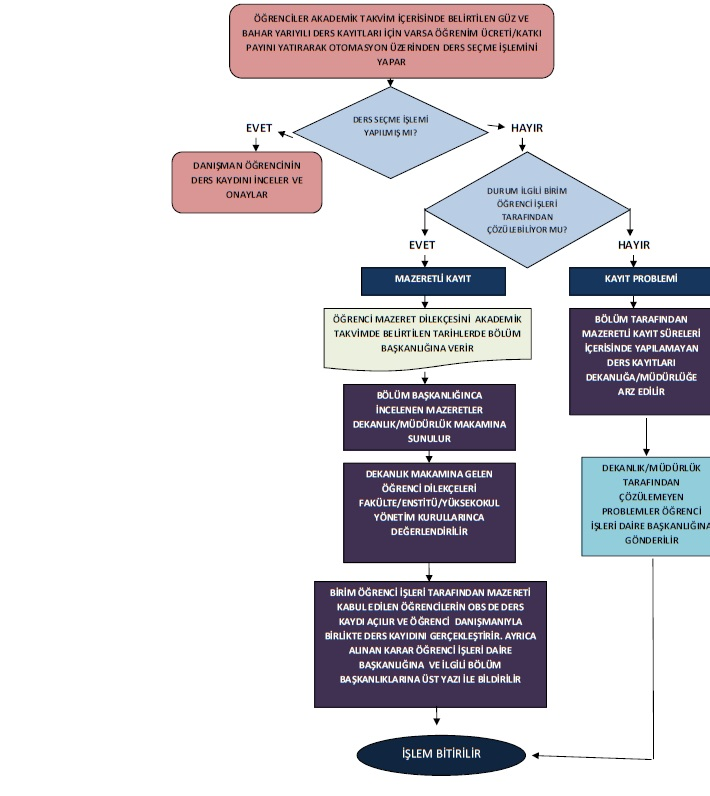 ÖĞRENCİLER AKADEMİK TAKVİM İÇERİSİNDE BELİRTİLEN GÜZ VE
BAHAR YARIYILI DERS KAYITLARI İÇİN VARSA ÖĞRENİM ÜCRETİ/KATKI
PAYINI YATIRARAK OTOMASYON ÜZERİNDEN DERS SEÇME İŞLEMİNİ
YAPAR
DERS SEÇME İŞLEMİ
YAPILMIŞ MI?
EVET
HAYIR
DANIŞMAN ÖĞRENCİNİN
DERS KAYDINI İNCELER VE
ONAYLAR
DURUM İLGİLİ BİRİM
ÖĞRENCİ İŞLERİ
TARAFINDAN
ÇÖZÜLEBİLİYOR MU?
EVET
HAYIR
MAZERETLİ KAYIT
KAYIT PROBLEMİ
ÖĞRENCİ MAZERET DİLEKÇESİNİ AKADEMİK
TAKVİMDE BELİRTİLEN TARİHLERDE BÖLÜM
BAŞKANLIĞINA VERİR
BÖLÜM TARAFINDAN
MAZERETLİ KAYIT SÜRELERİ
İÇERİSİNDE YAPILAMAYAN
DERS KAYITLARI
DEKANLIĞA/MÜDÜRLÜĞE
ARZ EDİLİR
BÖLÜM BAŞKANLIĞINCA
İNCELENEN MAZERETLER
DEKANLIK/MÜDÜRLÜK MAKAMINA
SUNULUR
DEKANLIK MAKAMINA GELEN
ÖĞRENCİ DİLEKÇELERİ
FAKÜLTE/ENSTİTÜ/YÜKSEKOKUL
YÖNETİM KURULLARINCA
DEĞERLENDİRİLİR
DEKANLIK/MÜDÜRLÜK
TARAFINDAN
ÇÖZÜLEMEYEN
PROBLEMLER ÖĞRENCİ
İŞLERİ DAİRE BAŞKANLIĞINA
GÖNDERİLİR
BİRİM ÖĞRENCİ İŞLERİ TARAFINDAN MAZERETİ
KABUL EDİLEN ÖĞRENCİLERİN OBS DE DERS
KAYDI AÇILIR VE ÖĞRENCİ DANIŞMANIYLA
BİRLİKTE DERS KAYIDINI GERÇEKLEŞTİRİR. AYRICA
ALINAN KARAR ÖĞRENCİ İŞLERİ DAİRE
BAŞKANLIĞINA VE İLGİLİ BÖLÜM
BAŞKANLIKLARINA ÜST YAZI İLE BİLDİRİLİR
İŞLEM BİTİRİLİR